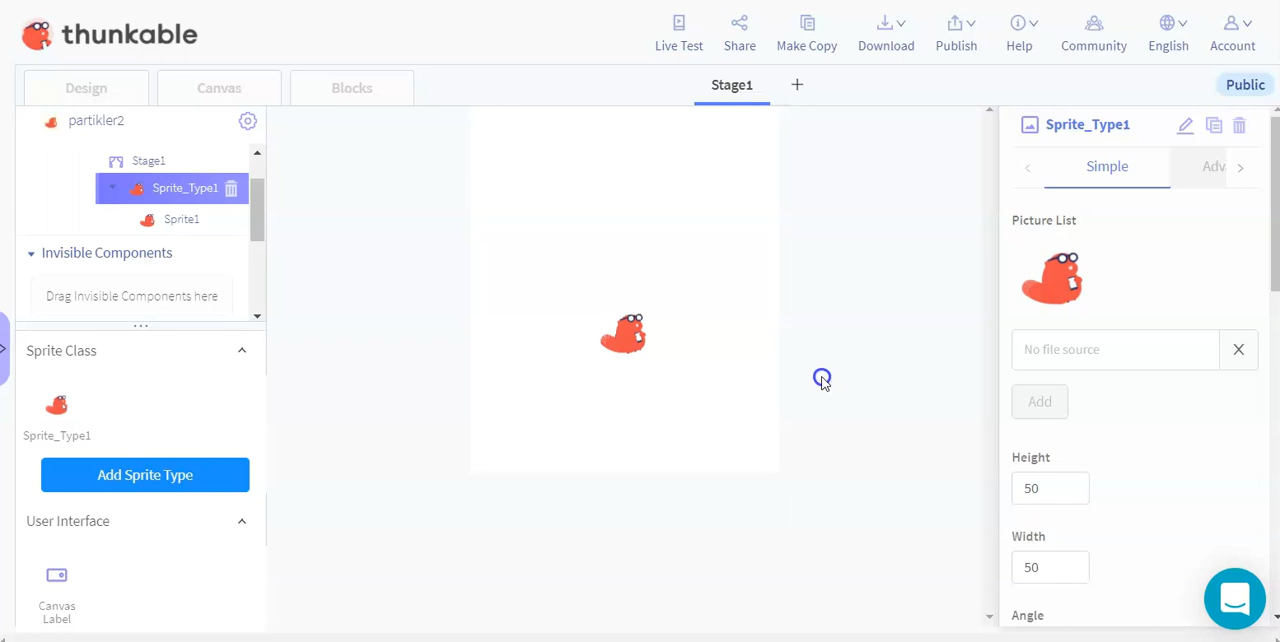 thunkable
Live Test
Share
Make Copy
Download
Publish
Help
Community
English
Account
Design
Canvas
Blocks
Stage1
+
Public
partikler2
Stage1
Sprite_Type1
Sprite1
Invisible Components
Drag Invisible Components here
Sprite Class
Sprite_Type1
Add Sprite Type
User Interface
Canvas
Label
Sprite_Type1
Simple
Adv
Picture List
No file source
Add
Height
50
Width
50
Angle